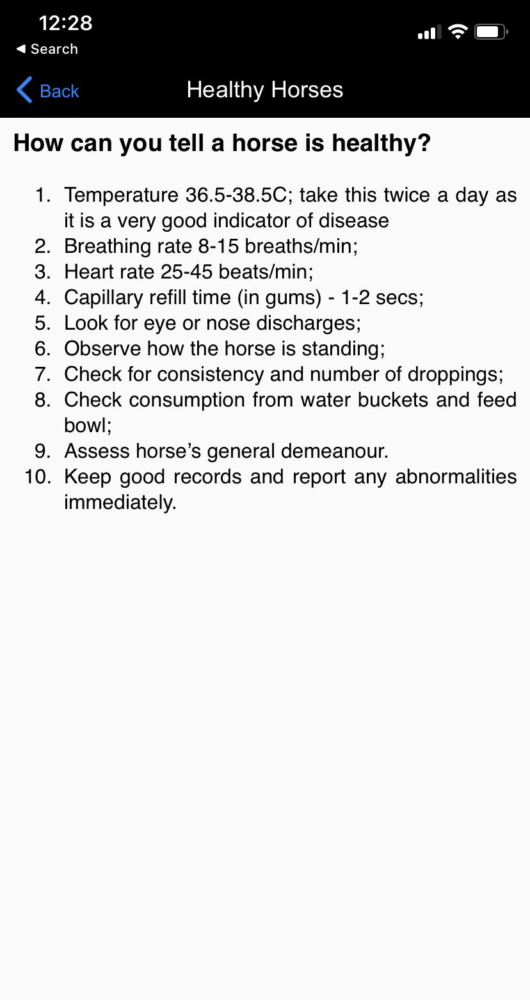 12:28
◀ Search
Back
Healthy Horses
How can you tell a horse is healthy?
1. Temperature 36.5-38.5C; take this twice a day as
it is a very good indicator of disease
2. Breathing rate 8-15 breaths/min;
3. Heart rate 25-45 beats/min;
4. Capillary refill time (in gums) - 1-2 secs;
5. Look for eye or nose discharges;
6. Observe how the horse is standing;
7. Check for consistency and number of droppings;
8. Check consumption from water buckets and feed
bowl;
9. Assess horse’s general demeanour.
10. Keep good records and report any abnormalities
immediately.